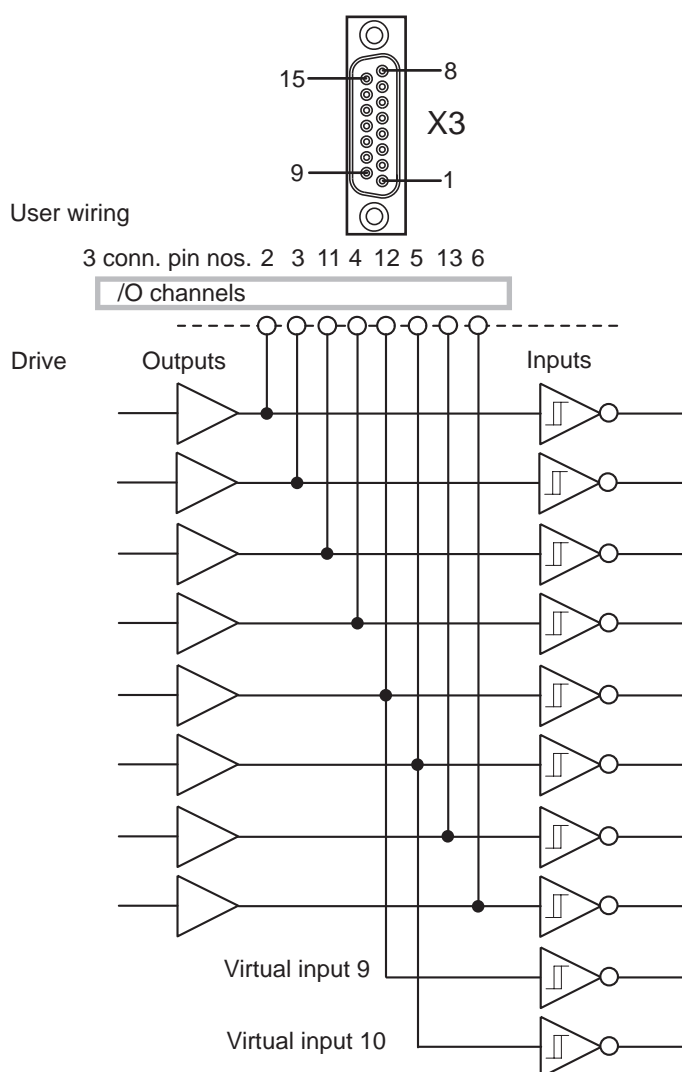 15
8
X3
9
1
User wiring
3 conn. pin nos. 2 3 11 4 12 5 13 6
/O channels
Drive
Outputs
Inputs
Virtual input 9
Virtual input 10